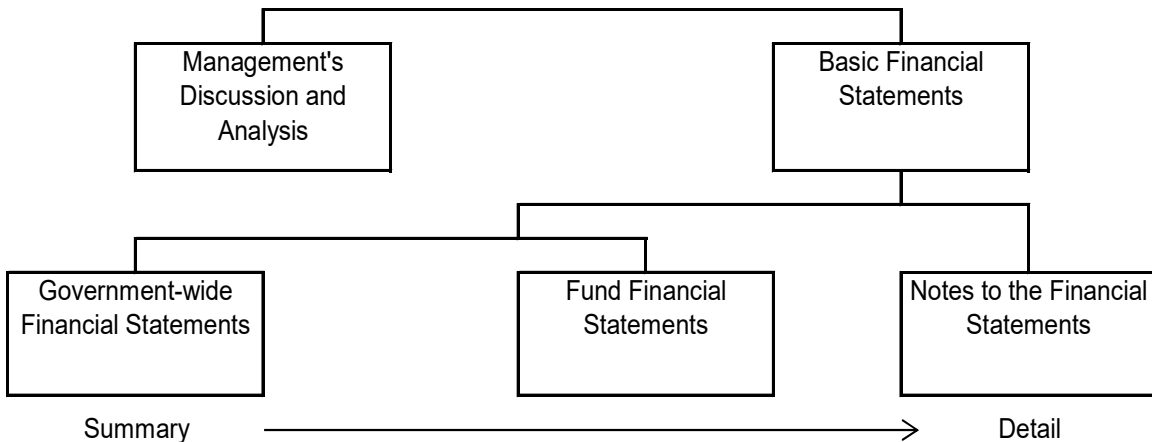 Management's
Discussion and
Analysis
Basic Financial
Statements
Government-wide
Financial Statements
Fund Financial
Statements
Notes to the Financial
Statements
Summary
Detail